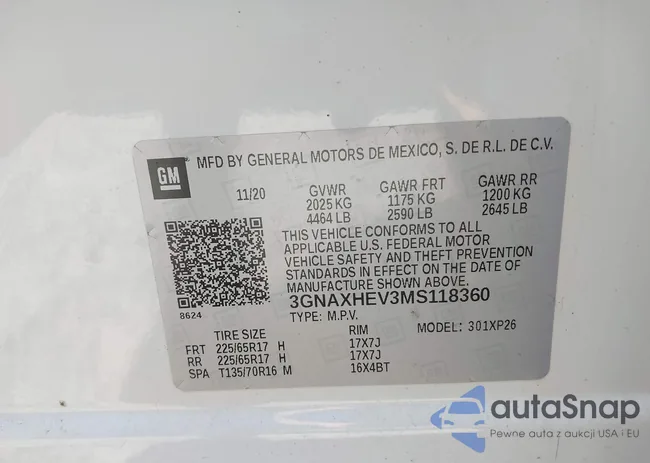 MFD BY GENERAL MOTORS DE MEXICO, S. DE R.L. DE C.V.
GM
11/20 GVWR GAWR FRT GAWR RR
2025 KG 1175 KG 1200 KG
4464 LB 2590 LB 2645 LB
THIS VEHICLE CONFORMS TO ALL
APPLICABLE U.S. FEDERAL MOTOR
VEHICLE SAFETY AND THEFT PREVENTION
STANDARDS IN EFFECT ON THE DATE OF
MANUFACTURE SHOWN ABOVE.
3GNAXHEV3MS118360
8624
TYPE: M.P.V. MODEL: 301XP26
TIRE SIZE RIM
FRT 225/65R17 H 17X7J
RR 225/65R17 H 17X7J
SPA T135/70R16 M 16X4BT
autaSnap
Pewne auta z aukcji USA i EU